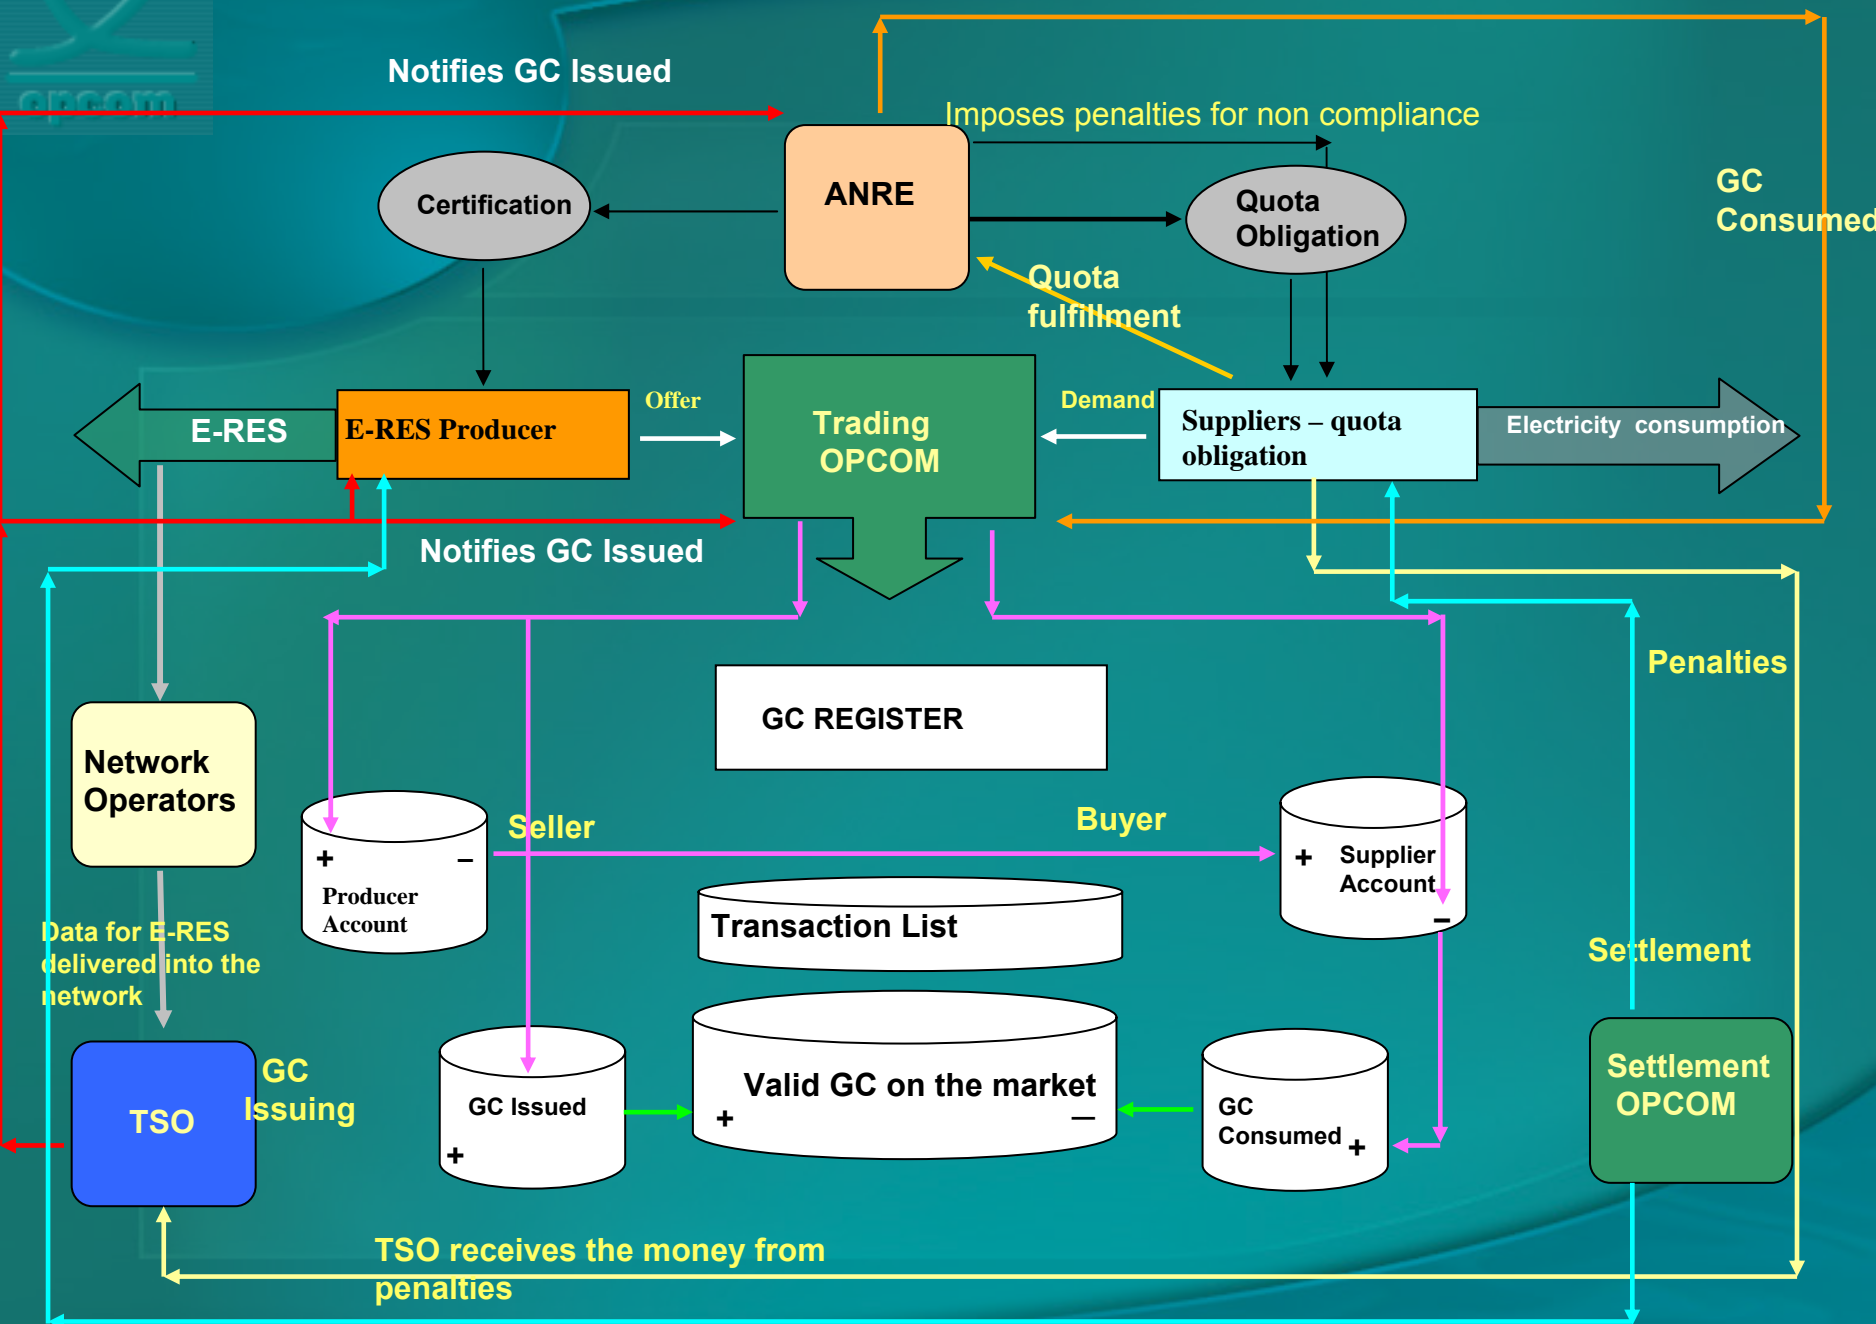 opcom
Notifies GC Issued
Imposes penalties for non compliance
ANRE
Certification
Quota
Obligation
GC
Consumed
Quota
fulfillment
E-RES
E-RES Producer
Offer
Trading
OPCOM
Demand
Suppliers – quota
obligation
Electricity consumption
Notifies GC Issued
Penalties
GC REGISTER
Network
Operators
Seller
Buyer
+ –
Producer
Account
+ Supplier
Account
–
Transaction List
Data for E-RES
delivered into the
network
Settlement
TSO
GC
Issuing
GC Issued
+
Valid GC on the market
+ –
GC
Consumed +
Settlement
OPCOM
TSO receives the money from
penalties